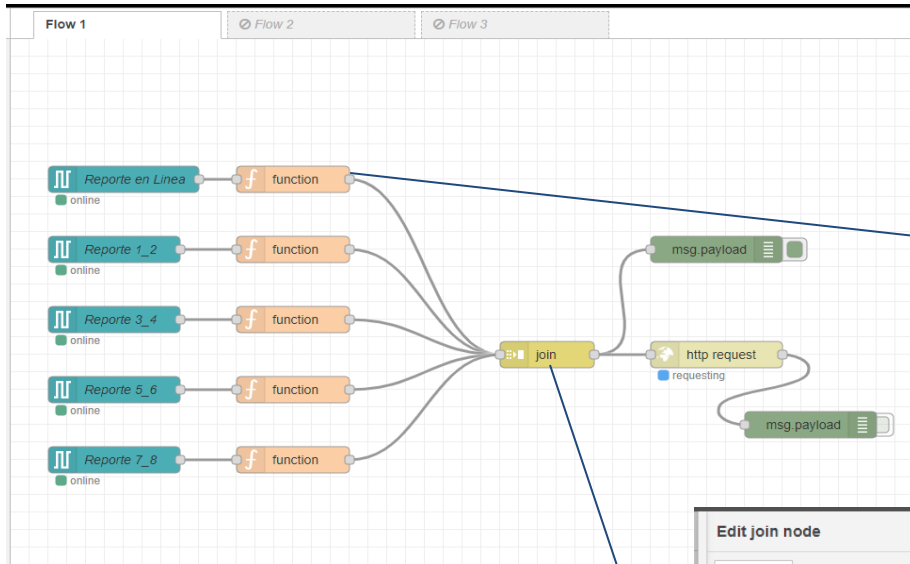 Flow 1
Flow 2
Flow 3
Reporte en Linea
function
online
Reporte 1_2
function
msg.payload
online
Reporte 3_4
function
online
join
http request
requesting
Reporte 5_6
function
online
msg.payload
Reporte 7_8
function
online
Edit join node